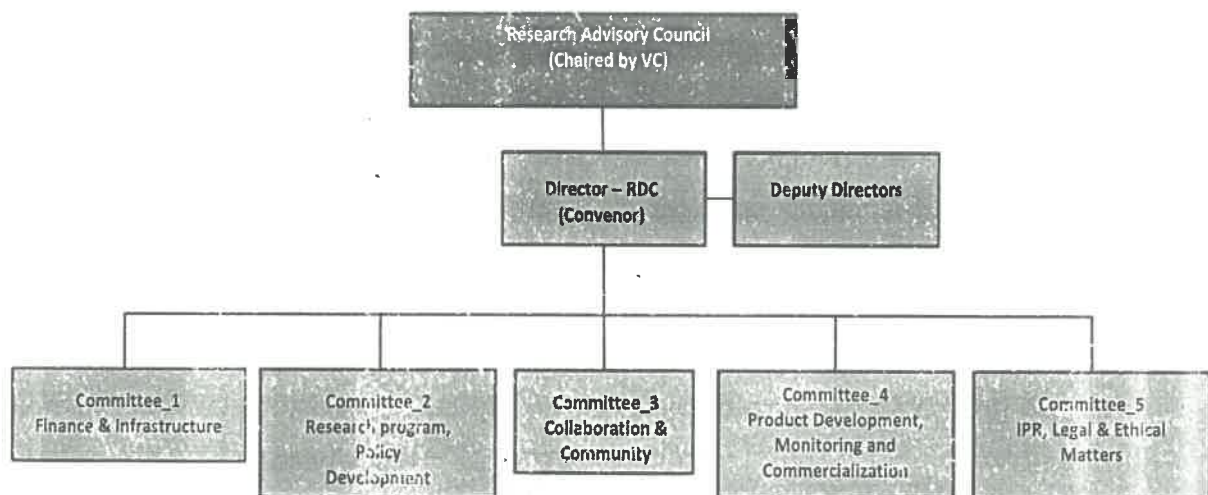 Research Advisory Council
(Chaired by VC)
Director – RDC
(Convenor)
Deputy Directors
Committee_1
Finance & Infrastructure
Committee_2
Research program,
Policy
Development
Committee_3
Collaboration &
Community
Committee_4
Product Development,
Monitoring and
Commercialization
Committee_5
IPR, Legal & Ethical
Matters